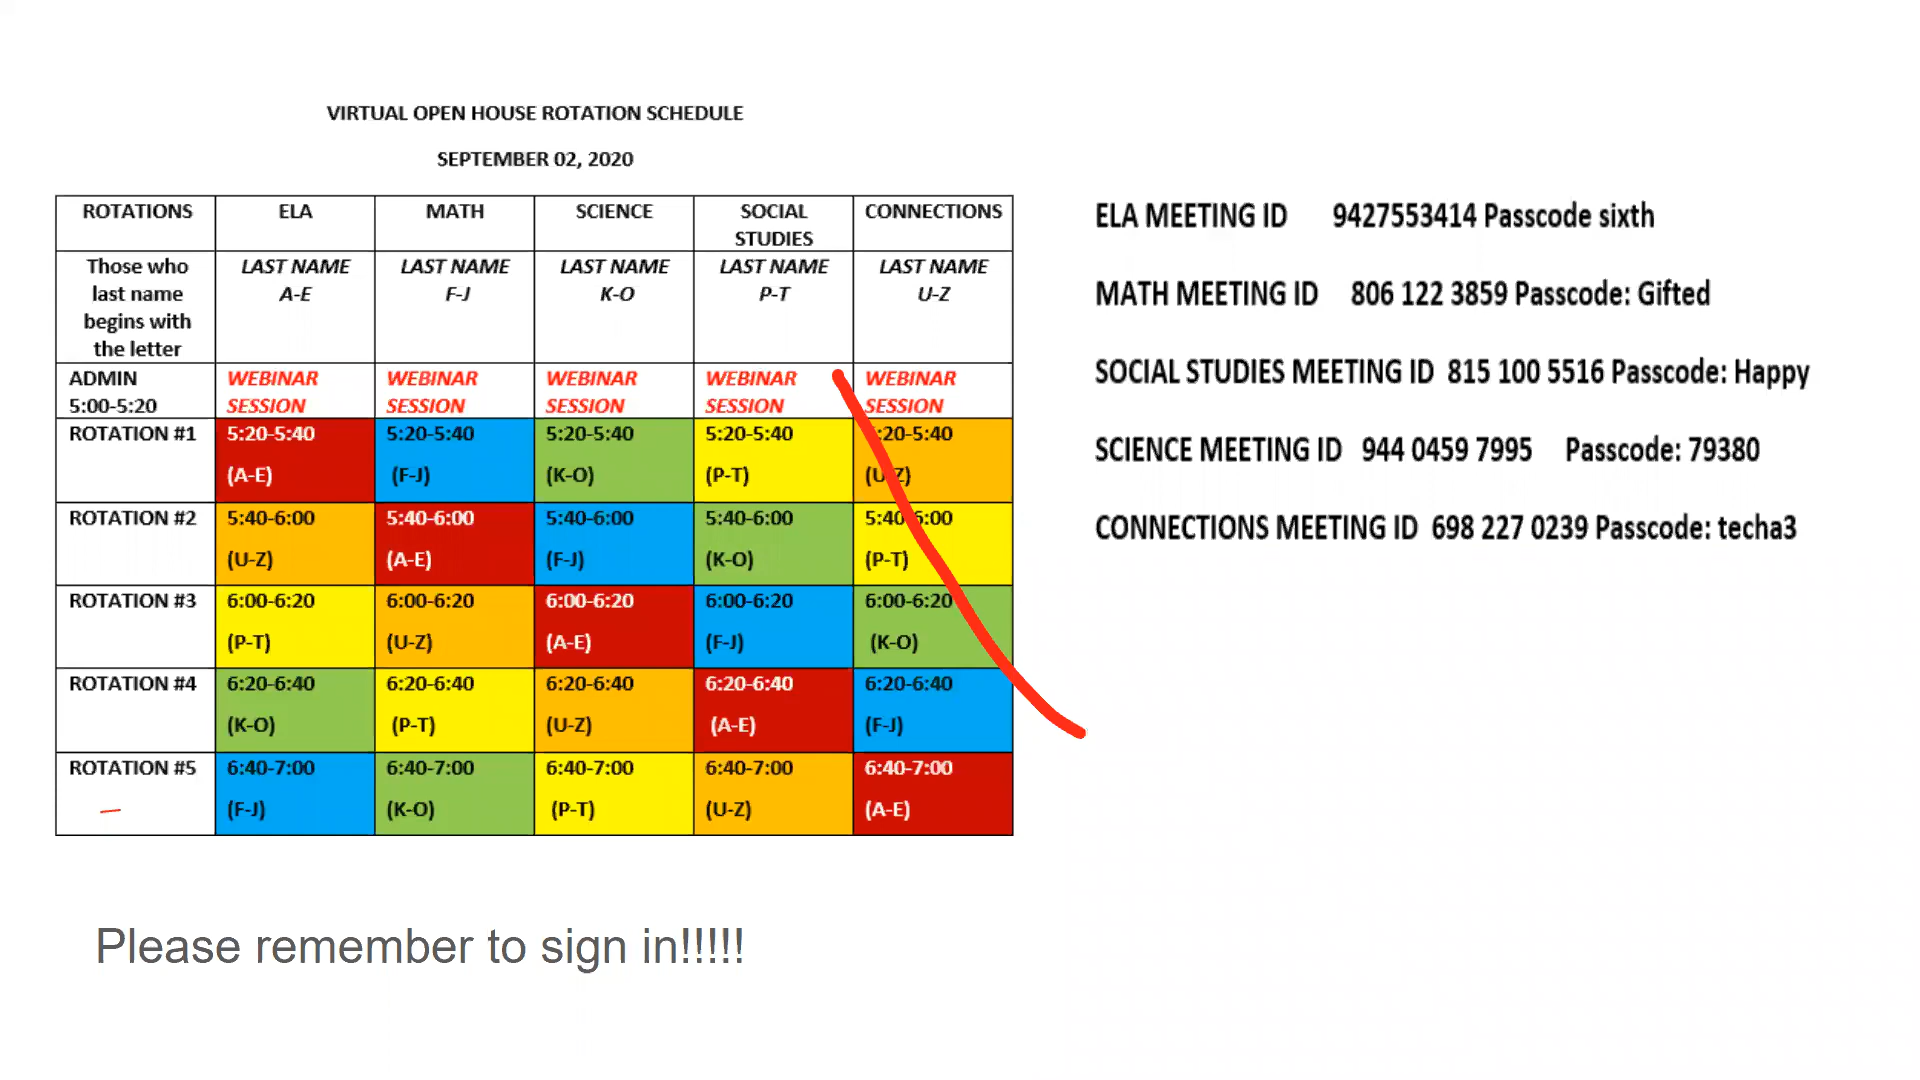 VIRTUAL OPEN HOUSE ROTATION SCHEDULE
SEPTEMBER 02, 2020
ROTATIONS ELA MATH SCIENCE SOCIAL STUDIES CONNECTIONS
Those who last name begins with the letter LAST NAME A-E LAST NAME F-J LAST NAME K-O LAST NAME P-T LAST NAME U-Z
ADMIN 5:00-5:20 WEBINAR SESSION WEBINAR SESSION WEBINAR SESSION WEBINAR SESSION WEBINAR SESSION
ROTATION #1 5:20-5:40 5:20-5:40 5:20-5:40 5:20-5:40 5:20-5:40
(A-E) (F-J) (K-O) (P-T) (U-Z)
ROTATION #2 5:40-6:00 5:40-6:00 5:40-6:00 5:40-6:00 5:40-6:00
(U-Z) (A-E) (F-J) (K-O) (P-T)
ROTATION #3 6:00-6:20 6:00-6:20 6:00-6:20 6:00-6:20 6:00-6:20
(P-T) (U-Z) (A-E) (F-J) (K-O)
ROTATION #4 6:20-6:40 6:20-6:40 6:20-6:40 6:20-6:40 6:20-6:40
(K-O) (P-T) (U-Z) (A-E) (F-J)
ROTATION #5 6:40-7:00 6:40-7:00 6:40-7:00 6:40-7:00 6:40-7:00
(F-J) (K-O) (P-T) (U-Z) (A-E)
ELA MEETING ID 9427553414 Passcode sixth
MATH MEETING ID 806 122 3859 Passcode: Gifted
SOCIAL STUDIES MEETING ID 815 100 5516 Passcode: Happy
SCIENCE MEETING ID 944 0459 7995 Passcode: 79380
CONNECTIONS MEETING ID 698 227 0239 Passcode: techa3
Please remember to sign in!!!!!